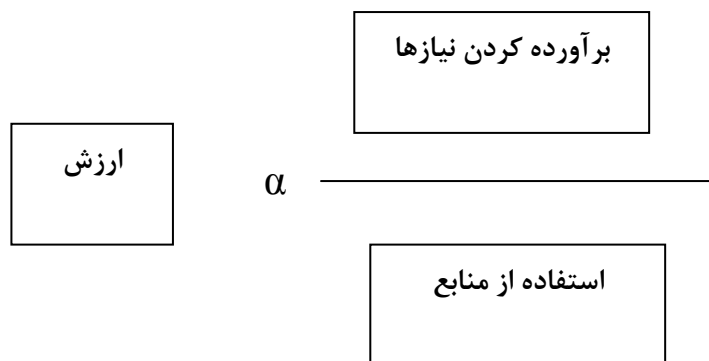 برآورده کردن نیازها
ارزش
α
استفاده از منابع